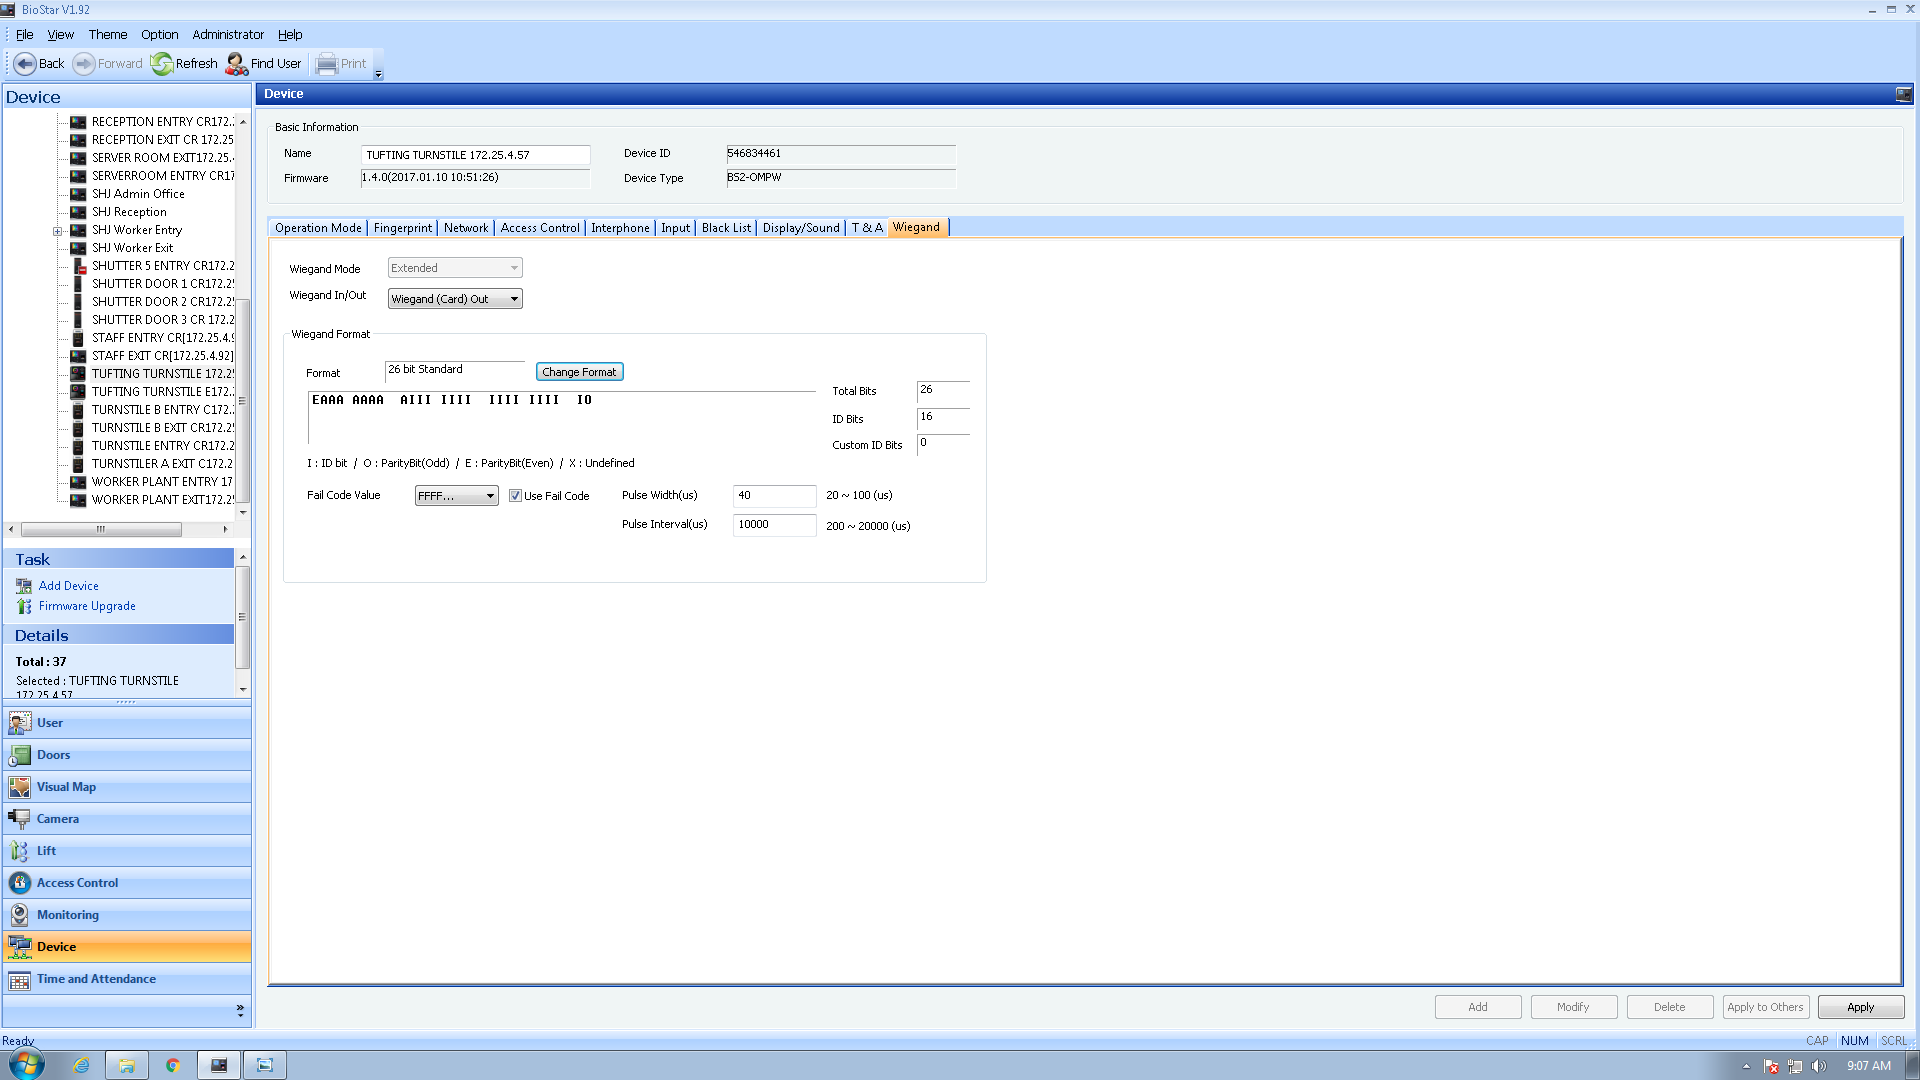 BioStar V1.92
File View Theme Option Administrator Help
Back Forward Refresh Find User Print
Device
RECEPTION ENTRY CR172.
RECEPTION EXIT CR 172.25
SERVER ROOM EXIT172.25.
SERVERROOM ENTRY CR17
SHJ Admin Office
SHJ Reception
SHJ Worker Entry
SHJ Worker Exit
SHUTTER 5 ENTRY CR172.2
SHUTTER DOOR 1 CR172.25
SHUTTER DOOR 2 CR172.25
SHUTTER DOOR 3 CR 172.2
STAFF ENTRY CR[172.25.4.9
STAFF EXIT CR[172.25.4.92]
TUFTING TURNSTILE 172.25
TUFTING TURNSTILE E172.2
TURNSTILE B ENTRY C172.2
TURNSTILE B EXIT CR172.25
TURNSTILE ENTRY CR172.2
TURNSTILER A EXIT C172.2
WORKER PLANT ENTRY 17
WORKER PLANT EXIT172.25
Task
Add Device
Firmware Upgrade
Details
Total : 37
Selected : TUFTING TURNSTILE
172.25.4.57
User
Doors
Visual Map
Camera
Lift
Access Control
Monitoring
Device
Time and Attendance
Device
Basic Information
Name TUFTING TURNSTILE 172.25.4.57 Device ID 546834461
Firmware 1.4.0(2017.01.10 10:51:26) Device Type BS2-OMPW
Operation Mode Fingerprint Network Access Control Interphone Input Black List Display/Sound T & A Wiegand
Wiegand Mode Extended
Wiegand In/Out Wiegand (Card) Out
Wiegand Format
Format 26 bit Standard Change Format
EAAA AAAA AIII IIII IIII IIII IO
Total Bits 26
ID Bits 16
Custom ID Bits 0
I : ID bit / O : ParityBit(Odd) / E : ParityBit(Even) / X : Undefined
Fail Code Value FFFF... Use Fail Code Pulse Width(us) 40 20 ~ 100 (us)
Pulse Interval(us) 10000 200 ~ 20000 (us)
Add Modify Delete Apply to Others Apply
Ready CAP NUM SCRL
9:07 AM